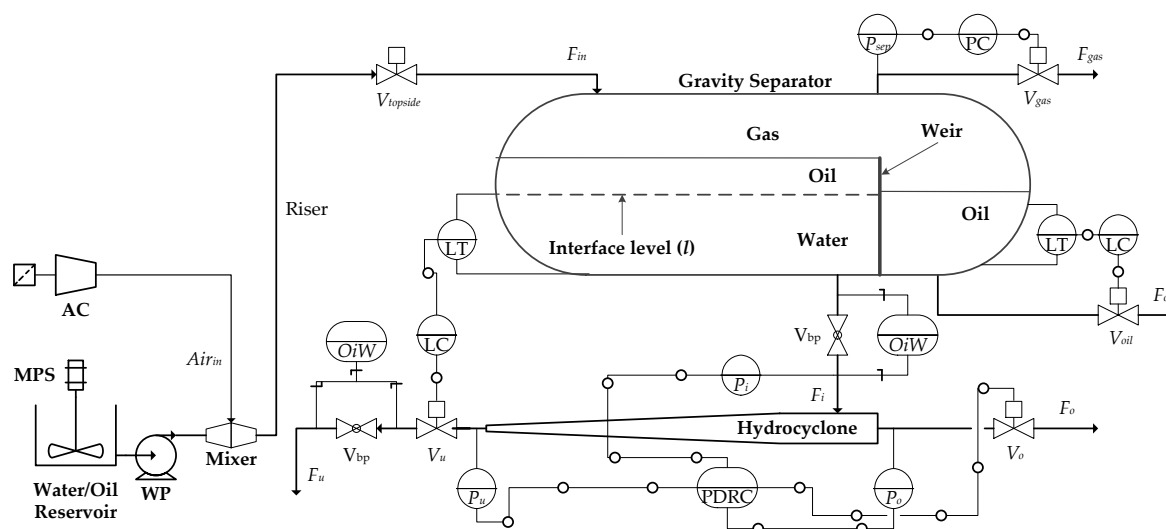 P_sep
PC
F_gas
F_in
Gravity Separator
V_topside
V_gas
Gas
Weir
Oil
Riser
Oil
LT
Interface level (l)
Water
LT
LC
AC
V_bp
OiW
LC
OiW
V_oil
Air_in
MPS
P_i
F_i
F_o
Hydrocyclone
Mixer
V_bp
V_u
V_o
Water/Oil
Reservoir
WP
F_u
P_u
PDRC
P_o